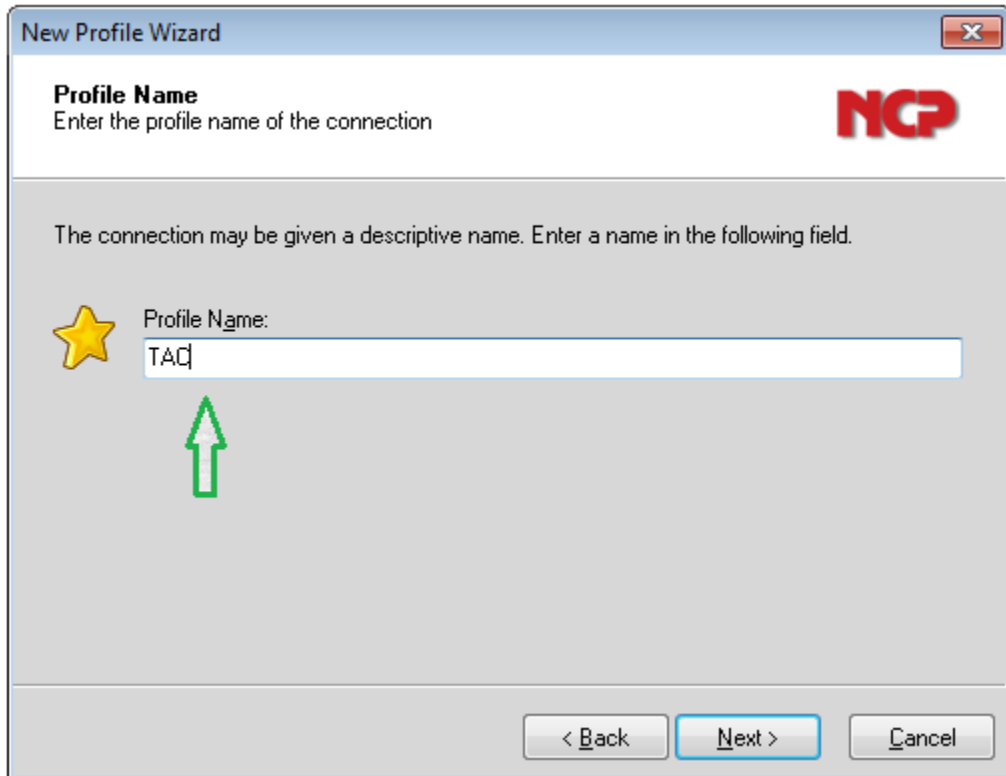 New Profile Wizard
Profile Name
Enter the profile name of the connection
NCP
The connection may be given a descriptive name. Enter a name in the following field.
Profile Name:
TAC
< Back
Next >
Cancel